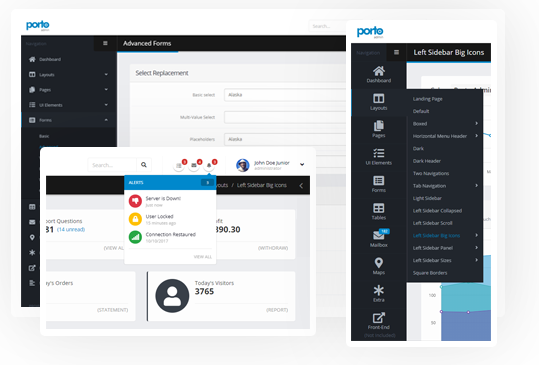 porto
admin
Search...
Navigation
Advanced Forms
Dashboard
Layouts
Pages
UI Elements
Forms
Basic
Select Replacement
Basic select
Alaska
Multi-Value Select
Placeholders
Alaska
Search...
John Doe Junior
administrator
outs / Left Sidebar Big Icons
ALERTS
Server is Down!
Just now
User Locked
15 minutes ago
Connection Restaured
10/10/2017
VIEW ALL
port Questions
81 (14 unread)
(VIEW AL
fit
890.30
(WITHDRAW)
y's Orders
(STATEMENT)
Today's Visitors
3765
(REPORT)
porto
admin
Navigation
Left Sidebar Big Icons
Dashboard
Layouts
Pages
UI Elements
Forms
Tables
Mailbox
Maps
Extra
Front-End
(Not Included)
Landing Page
Default
Boxed
Horizontal Menu Header
Dark
Dark Header
Two Navigations
Tab Navigation
Light Sidebar
Left Sidebar Collapsed
Left Sidebar Scroll
Left Sidebar Big Icons
Left Sidebar Panel
Left Sidebar Sizes
Square Borders
100
50